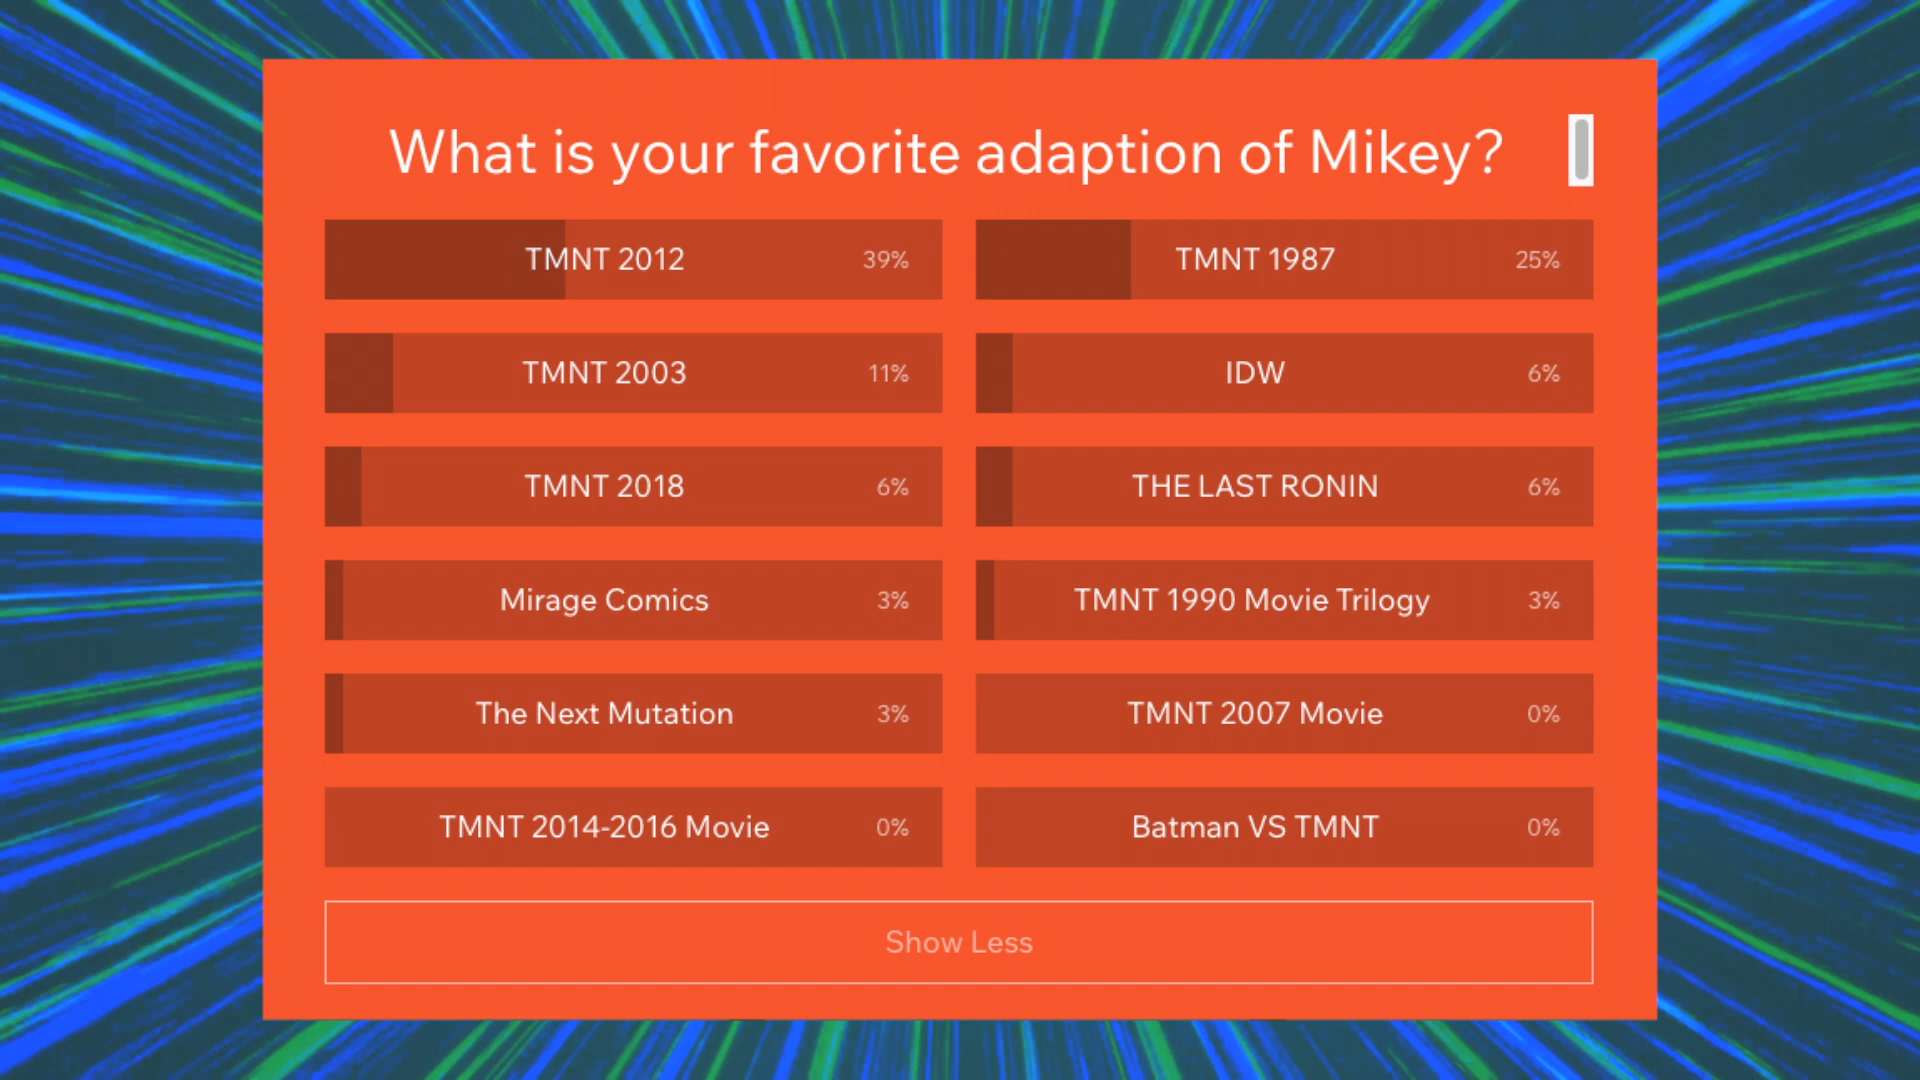 What is your favorite adaption of Mikey?
TMNT 2012 39%
TMNT 1987 25%
TMNT 2003 11%
IDW 6%
TMNT 2018 6%
THE LAST RONIN 6%
Mirage Comics 3%
TMNT 1990 Movie Trilogy 3%
The Next Mutation 3%
TMNT 2007 Movie 0%
TMNT 2014-2016 Movie 0%
Batman VS TMNT 0%
Show Less